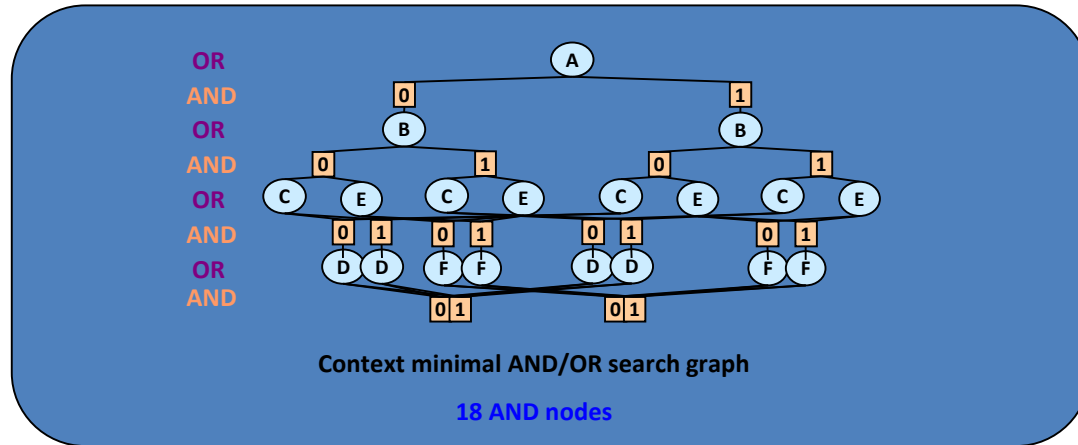 OR A
AND 0 1
OR B B
AND 0 1 0 1
OR C E C E C E C E
AND 0 1 0 1 0 1 0 1
OR D D F F D D F F
AND 0 1 0 1
Context minimal AND/OR search graph
18 AND nodes